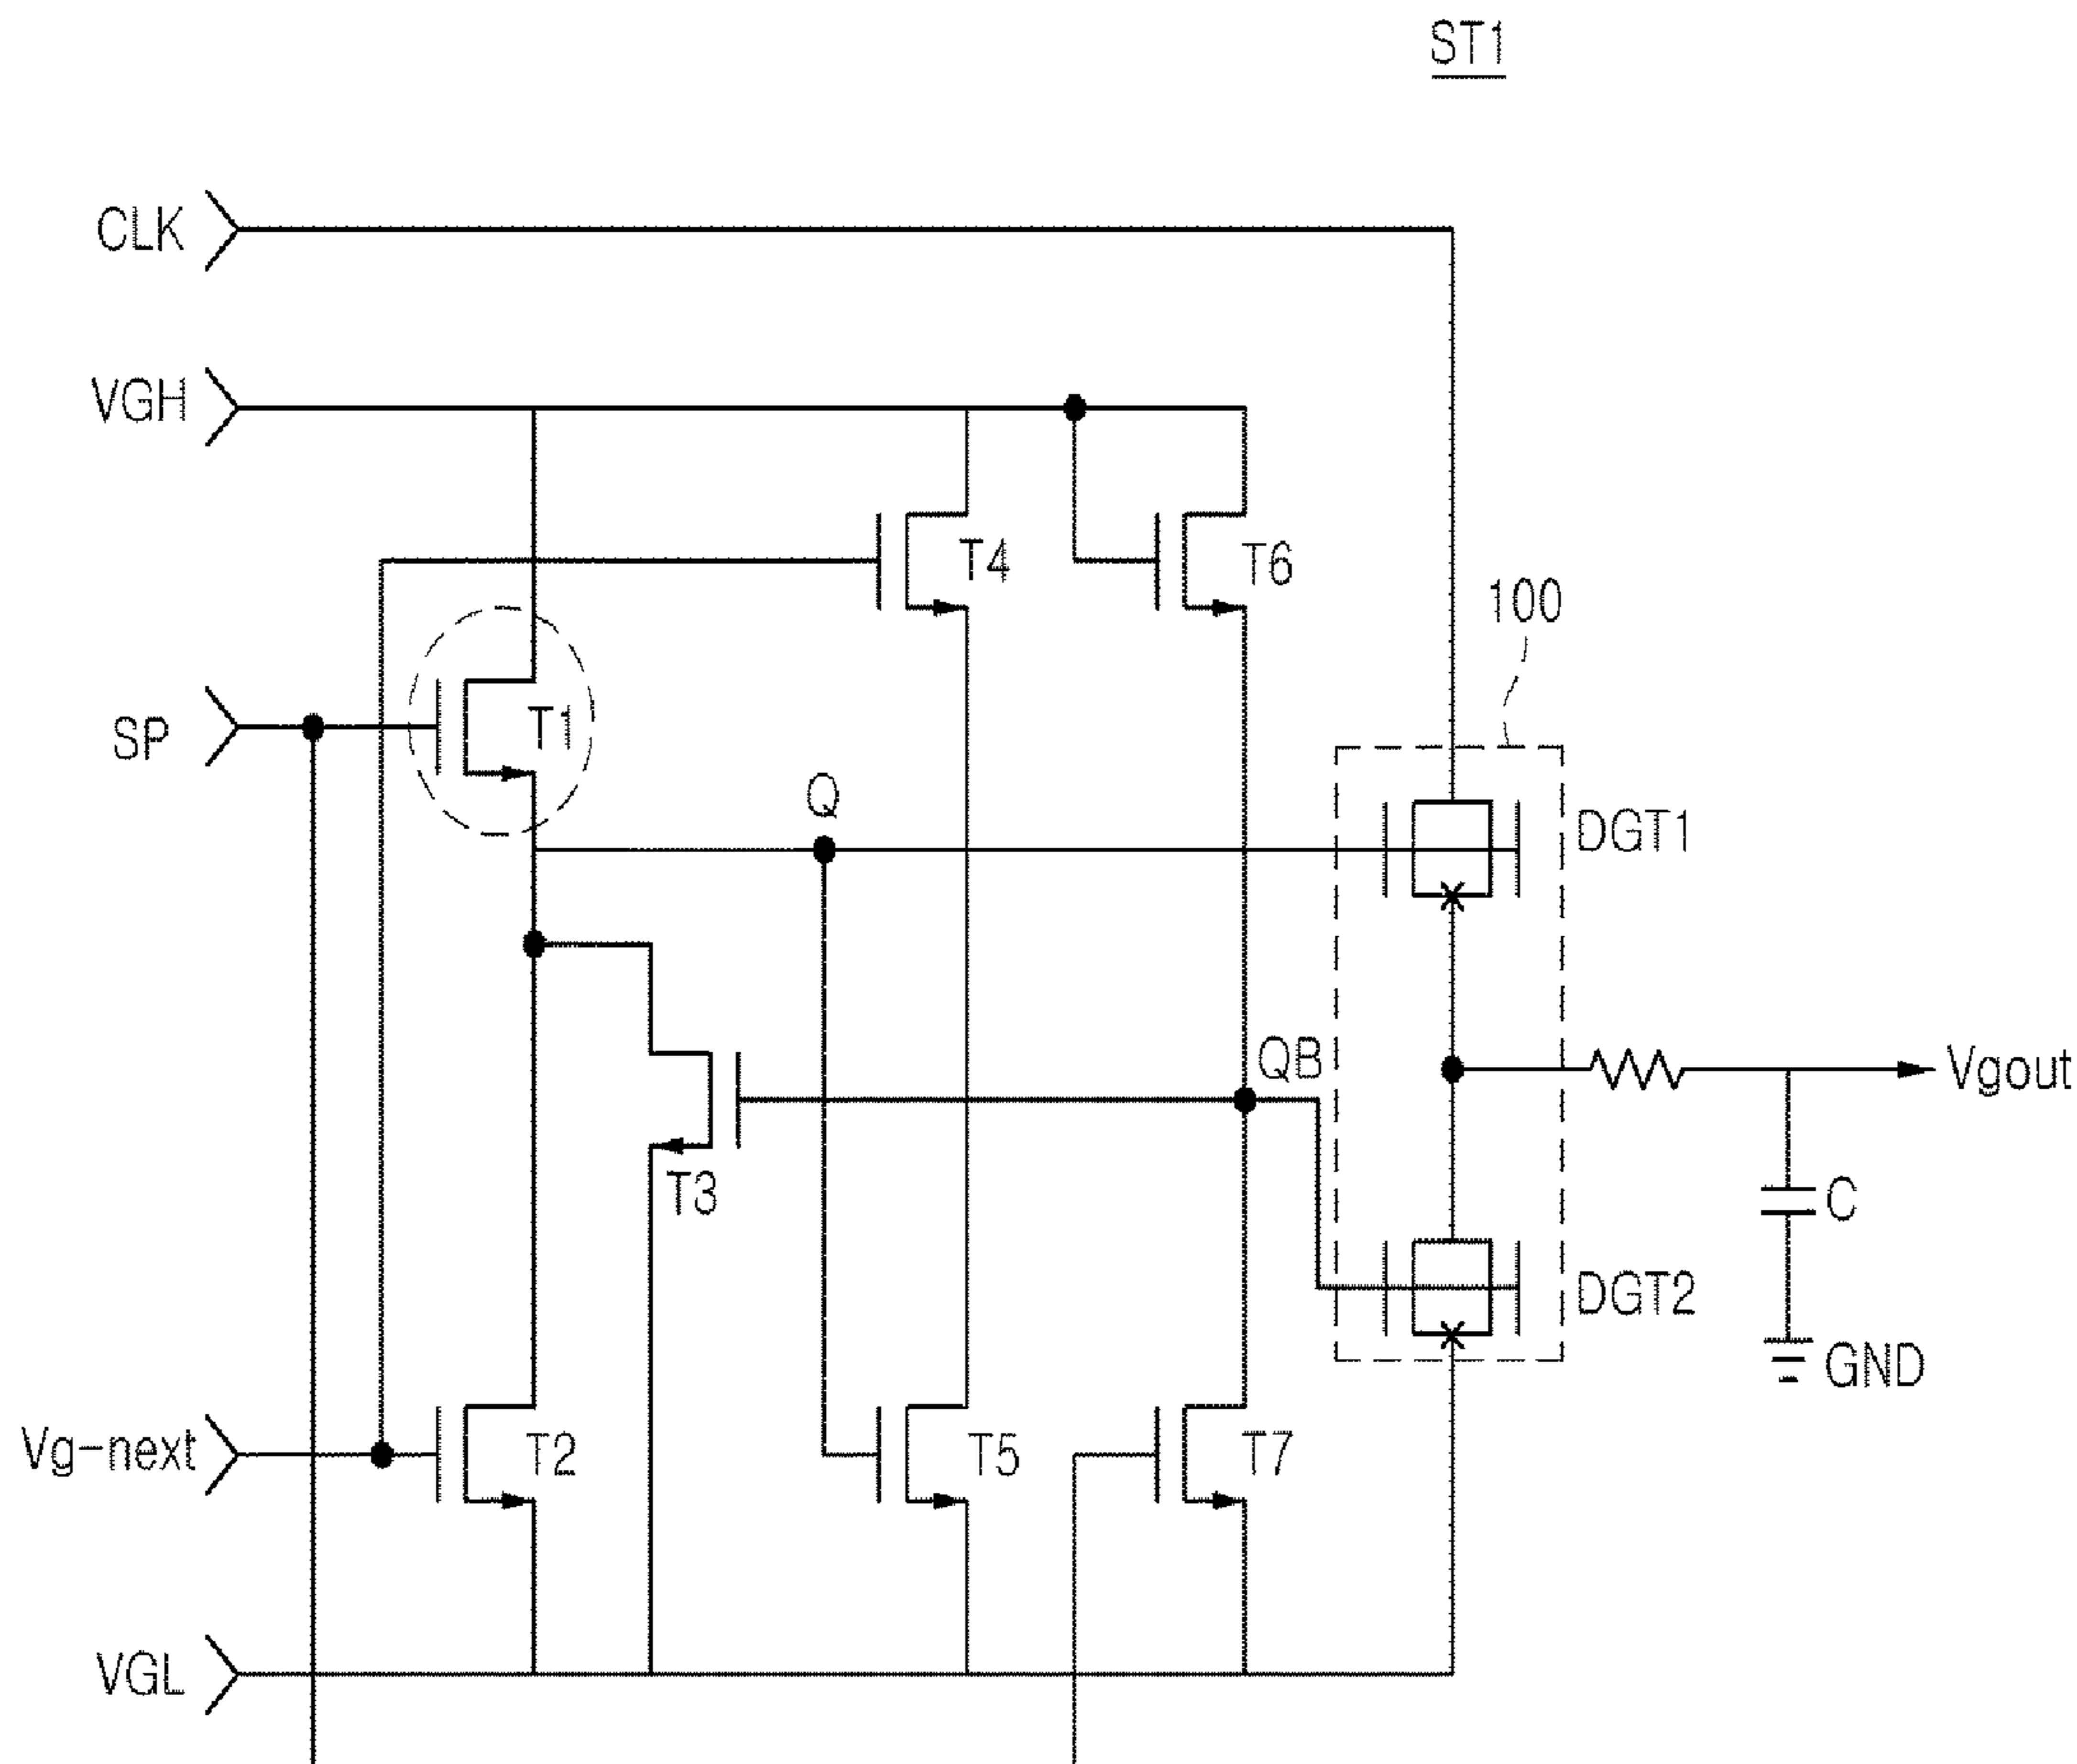 ST1
CLK
VGH
T4
T6
100
SP
T1
Q
DGT1
QB
Vgout
T3
C
DGT2
GND
Vg-next
T2
T5
T7
VGL